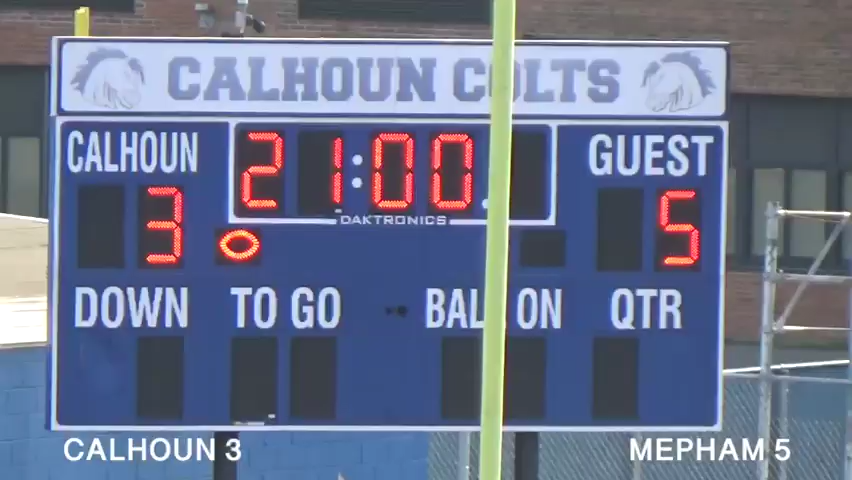 CALHOUN COLTS
CALHOUN 21:00 GUEST
3 5
DAKTRONICS
DOWN TO GO BALL ON QTR
CALHOUN 3 MEPHAM 5